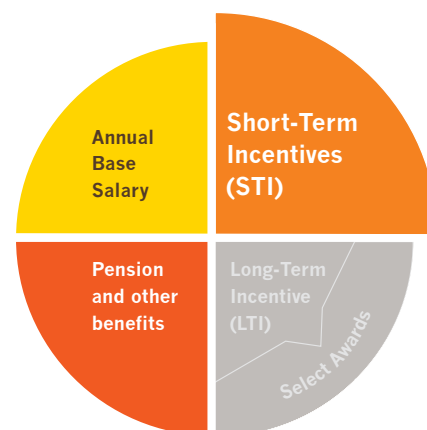 Annual
Base
Salary
Short-Term
Incentives
(STI)
Pension
and other
benefits
Long-Term
Incentive
(LTI)
Select Awards